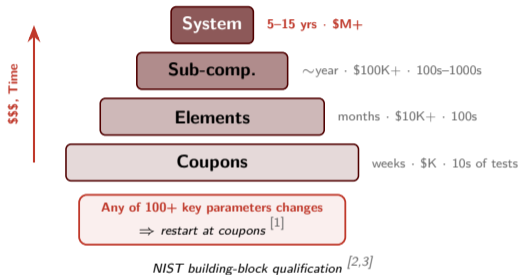 System
5–15 yrs · $M+
Sub-comp.
∼year · $100K+ · 100s–1000s
Elements
months · $10K+ · 100s
Coupons
weeks · $K · 10s of tests
$$$, Time
Any of 100+ key parameters changes
⇒ restart at coupons [1]
NIST building-block qualification [2,3]